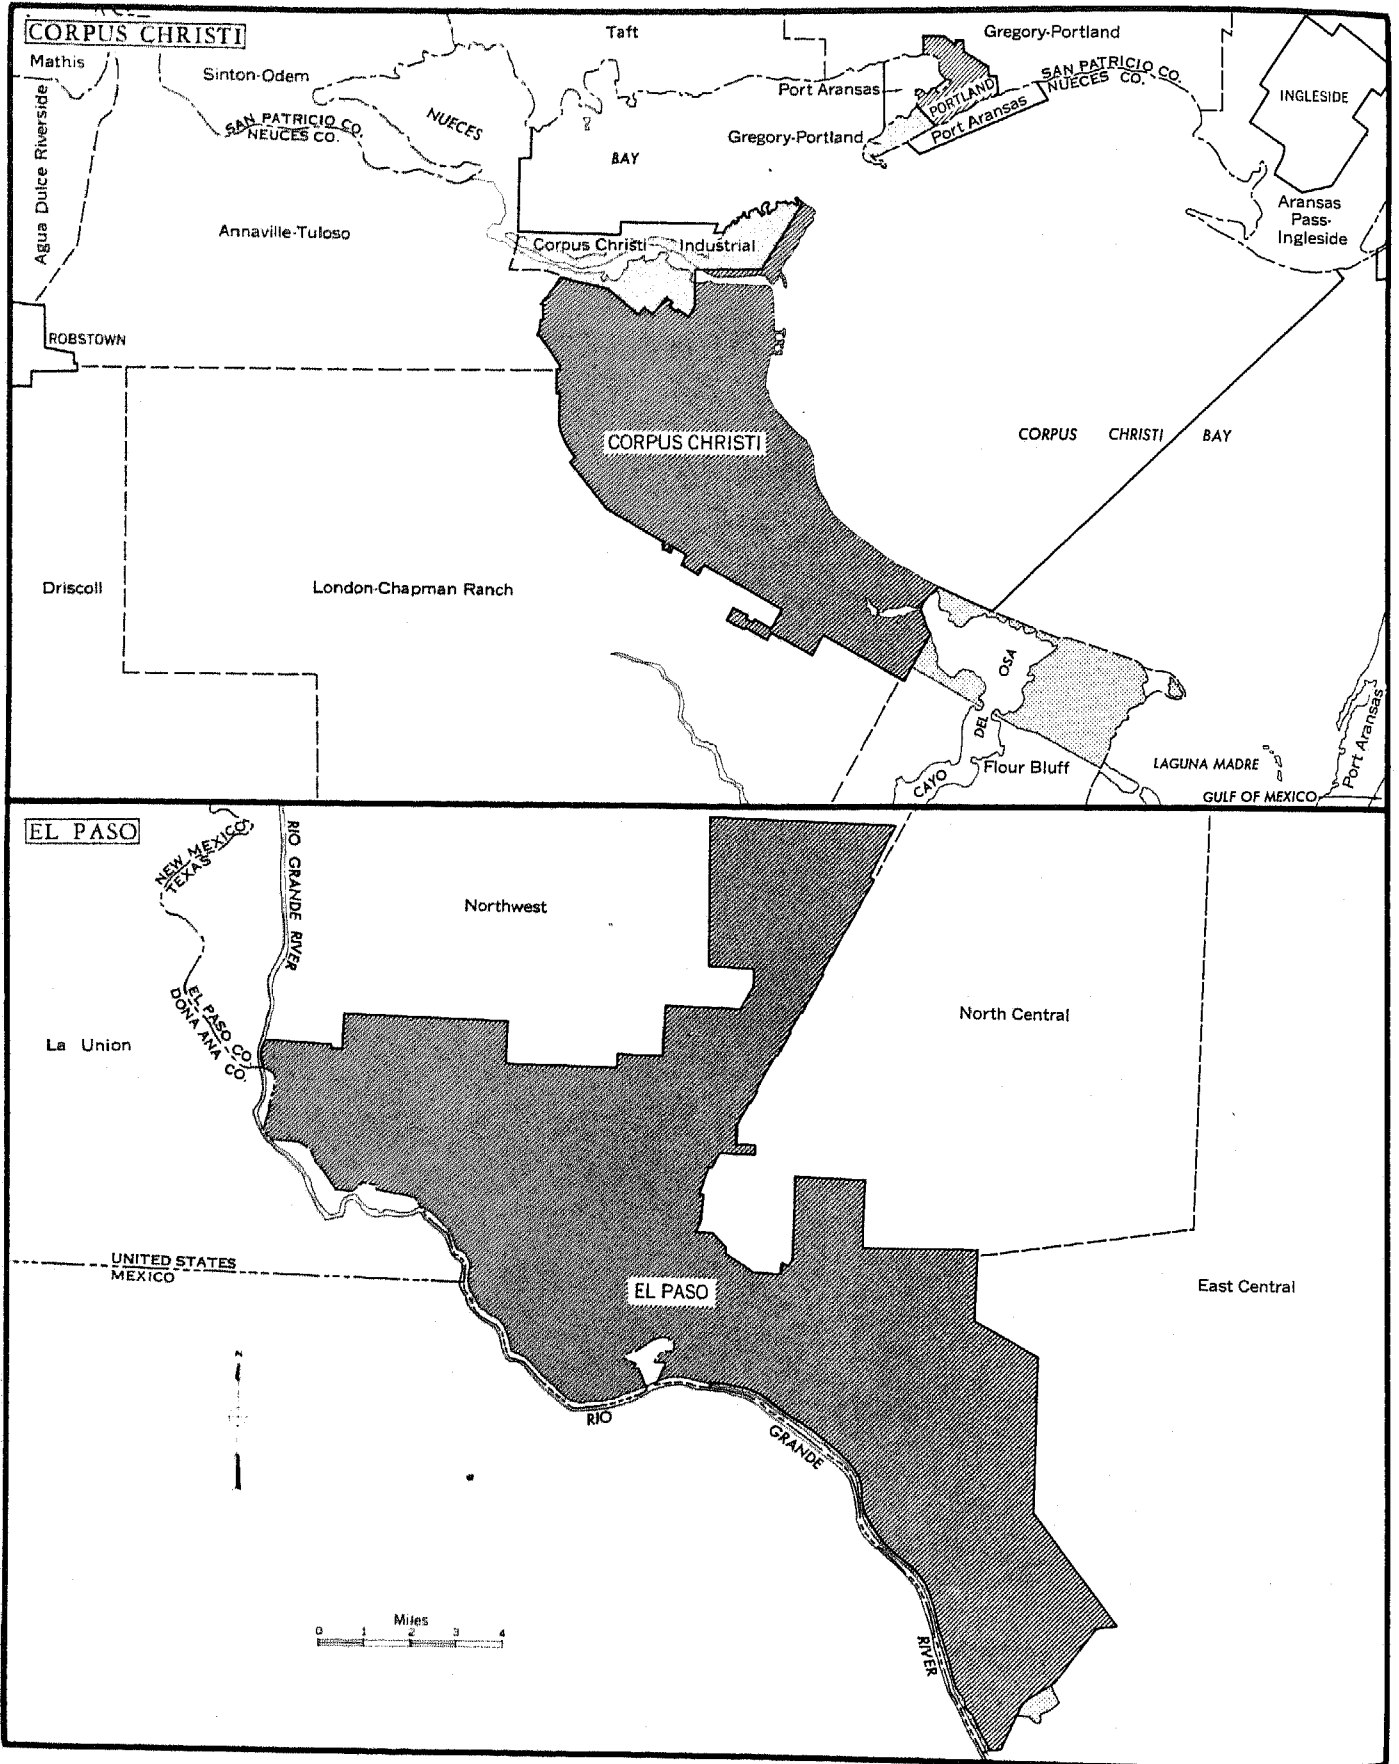 CORPUS CHRISTI
Taft
Gregory-Portland
Mathis
Sinton-Odem
SAN PATRICIO CO.
NUECES CO.
Port Aransas
PORTLAND
INGLESIDE
Agua Dulce Riverside
SAN PATRICIO CO.
NEUCES CO.
NUECES
BAY
Gregory-Portland
Port Aransas
Aransas
Pass-
Ingleside
Annaville-Tuloso
Corpus Christi Industrial
ROBSTOWN
CORPUS CHRISTI
CORPUS CHRISTI BAY
Driscoll
London-Chapman Ranch
OSA
DEL
CAYO
Flour Bluff
LAGUNA MADRE
Port Aransas
GULF OF MEXICO
EL PASO
NEW MEXICO
TEXAS
RIO GRANDE RIVER
Northwest
North Central
EL PASO CO.
DONA ANA CO.
La Union
UNITED STATES
MEXICO
EL PASO
East Central
N
RIO
GRANDE
RIVER
Miles
0 1 2 3 4